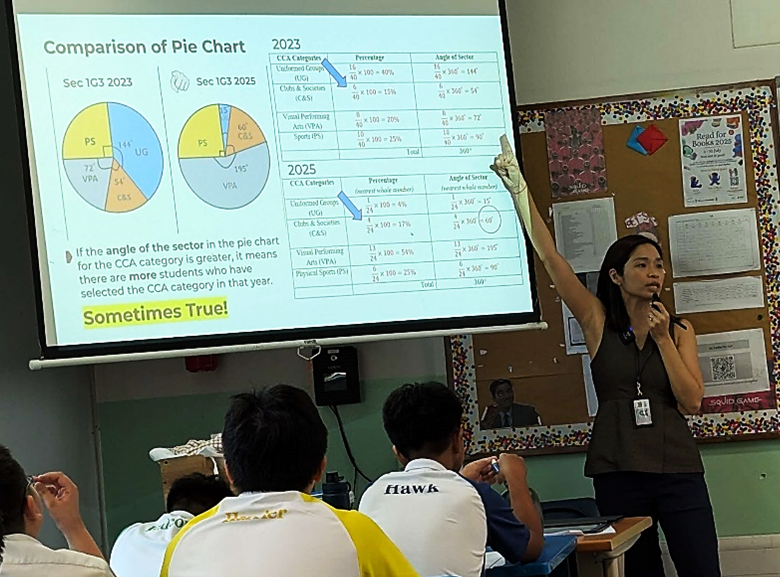 Comparison of Pie Chart
Sec 1G3 2023
Sec 1G3 2025
PS
144°
UG
72°
VPA
54°
C&S
15°
60°
C&S
PS
195°
VPA
If the angle of the sector in the pie chart
for the CCA category is greater, it means
there are more students who have
selected the CCA category in that year.
Sometimes True!
2023
CCA Categories Percentage Angle of Sector
Uniformed Groups (UG) 16/40 × 100 = 40% 16/40 × 360° = 144°
Clubs & Societies (C&S) 6/40 × 100 = 15% 6/40 × 360° = 54°
Visual Performing Arts (VPA) 8/40 × 100 = 20% 8/40 × 360° = 72°
Sports (PS) 10/40 × 100 = 25% 10/40 × 360° = 90°
Total 360°
2025
CCA Categories Percentage (nearest whole number) Angle of Sector (nearest whole number)
Uniformed Groups (UG) 1/24 × 100 = 4% 1/24 × 360° = 15°
Clubs & Societies (C&S) 4/24 × 100 = 17% 4/24 × 360° = 60°
Visual Performing Arts (VPA) 13/24 × 100 = 54% 13/24 × 360° = 195°
Physical Sports (PS) 6/24 × 100 = 25% 6/24 × 360° = 90°
Total 360°
Read for
Books 2025
SQUID GAME
Hawk